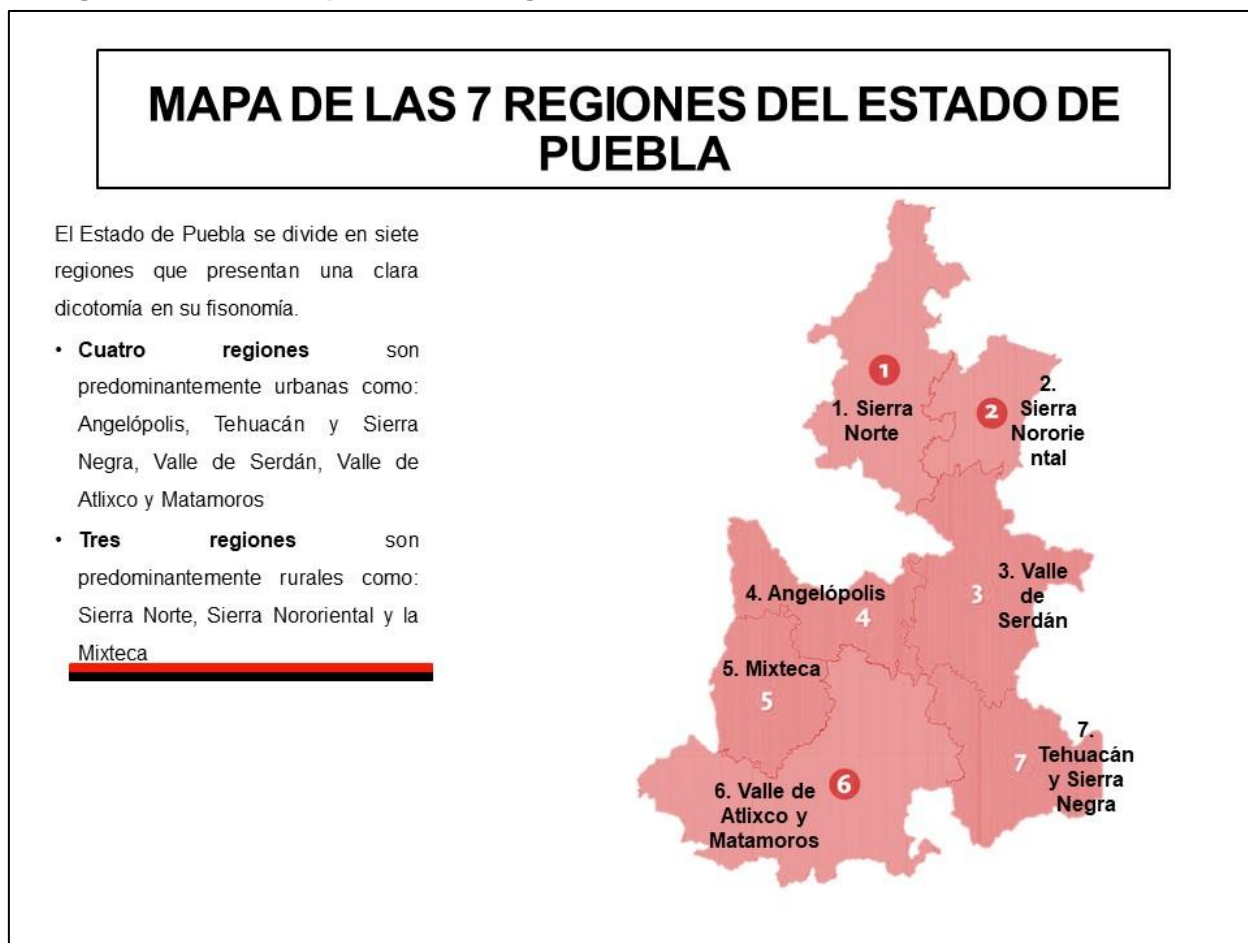 MAPA DE LAS 7 REGIONES DEL ESTADO DE
PUEBLA
El Estado de Puebla se divide en siete
regiones que presentan una clara
dicotomía en su fisonomía.
• Cuatro regiones son
predominantemente urbanas como:
Angelópolis, Tehuacán y Sierra
Negra, Valle de Serdán, Valle de
Atlixco y Matamoros
• Tres regiones son
predominantemente rurales como:
Sierra Norte, Sierra Nororiental y la
Mixteca
1
1. Sierra
Norte
2
2.
Sierra
Nororie
ntal
3
3. Valle
de
Serdán
4. Angelópolis
4
5. Mixteca
5
6
6. Valle de
Atlixco y
Matamoros
7
7.
Tehuacán
y Sierra
Negra